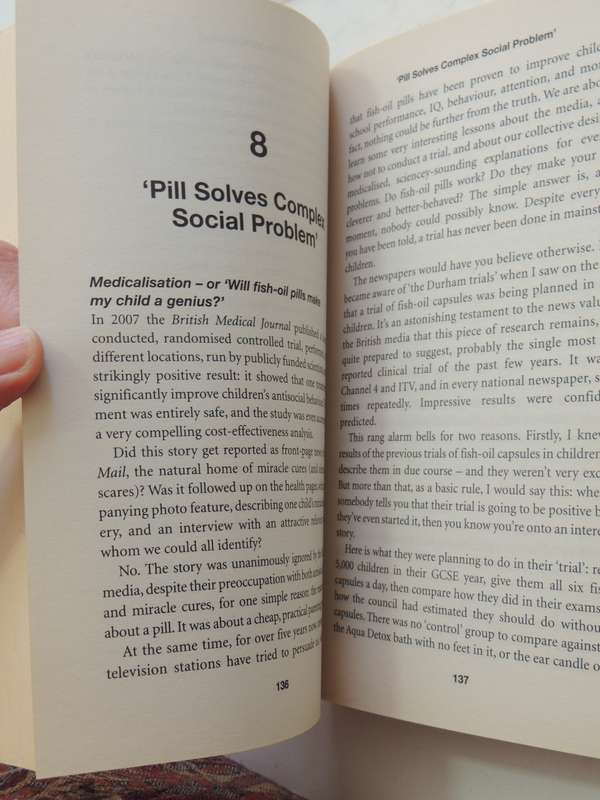 8
'Pill Solves Complex
Social Problem'
Medicalisation – or 'Will fish-oil pills make
my child a genius?'
In 2007 the British Medical Journal published a
conducted, randomised controlled trial,
different locations, run by publicly funded
strikingly positive result: it showed that one
significantly improve children's antisocial
ment was entirely safe, and the study was even
a very compelling cost-effectiveness analysis.
Did this story get reported as front-page
Mail, the natural home of miracle cures (and
scares)? Was it followed up on the health pages,
panying photo feature, describing one child's
ery, and an interview with an attractive
whom we could all identify?
No. The story was unanimously ignored by the
media, despite their preoccupation with both
and miracle cures, for one simple reason: the
about a pill. It was about a cheap, practical
At the same time, for over five years now
television stations have tried to persuade
136
'Pill Solves Complex Social Problem'
that fish-oil pills have been proven to improve
school performance, IQ, behaviour, attention, and
fact, nothing could be further from the truth. We are
learn some very interesting lessons about the media,
how not to conduct a trial, and about our collective
medicalised, sciencey-sounding explanations for
problems. Do fish-oil pills work? Do they make your
cleverer and better-behaved? The simple answer is,
moment, nobody could possibly know. Despite
you have been told, a trial has never been done in
children.
The newspapers would have you believe otherwise.
became aware of 'the Durham trials' when I saw on the
that a trial of fish-oil capsules was being planned in
children. It's an astonishing testament to the news
the British media that this piece of research remains,
quite prepared to suggest, probably the single most
reported clinical trial of the past few years. It
Channel 4 and ITV, and in every national newspaper,
times repeatedly. Impressive results were
predicted.
This rang alarm bells for two reasons. Firstly, I
results of the previous trials of fish-oil capsules in
describe them in due course – and they weren't very
But more than that, as a basic rule, I would say this:
somebody tells you that their trial is going to be positive
they've even started it, then you know you're onto an
story.
Here is what they were planning to do in their 'trial':
5,000 children in their GCSE year, give them all six
capsules a day, then compare how they did in their exams
how the council had estimated they should do
capsules. There was no 'control' group to compare
the Aqua Detox bath with no feet in it, or the ear candle
137